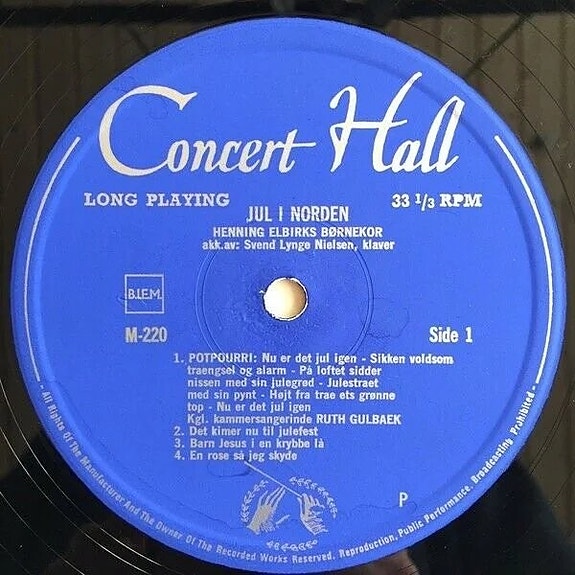 Concert Hall
LONG PLAYING 33 1/3 RPM
JUL I NORDEN
HENNING ELBIRKS BØRNEKOR
akk.av: Svend Lynge Nielsen, klaver
B.I.E.M.
M-220 Side 1
1. POTPOURRI: Nu er det jul igen - Sikken voldsom
traengsel og alarm - På loftet sidder
nissen med sin julegrød - Julestraet
med sin pynt - Højt fra trae ets grønne
top - Nu er det jul igen
Kgl. kammersangerinde RUTH GULBAEK
2. Det kimer nu til julefest
3. Barn Jesus i en krybbe lå
4. En rose så jeg skyde
P
- All Rights Of The Manufacturer And The Owner Of The Recorded Works Reserved. Reproduction, Public Performance, Broadcasting Prohibited -